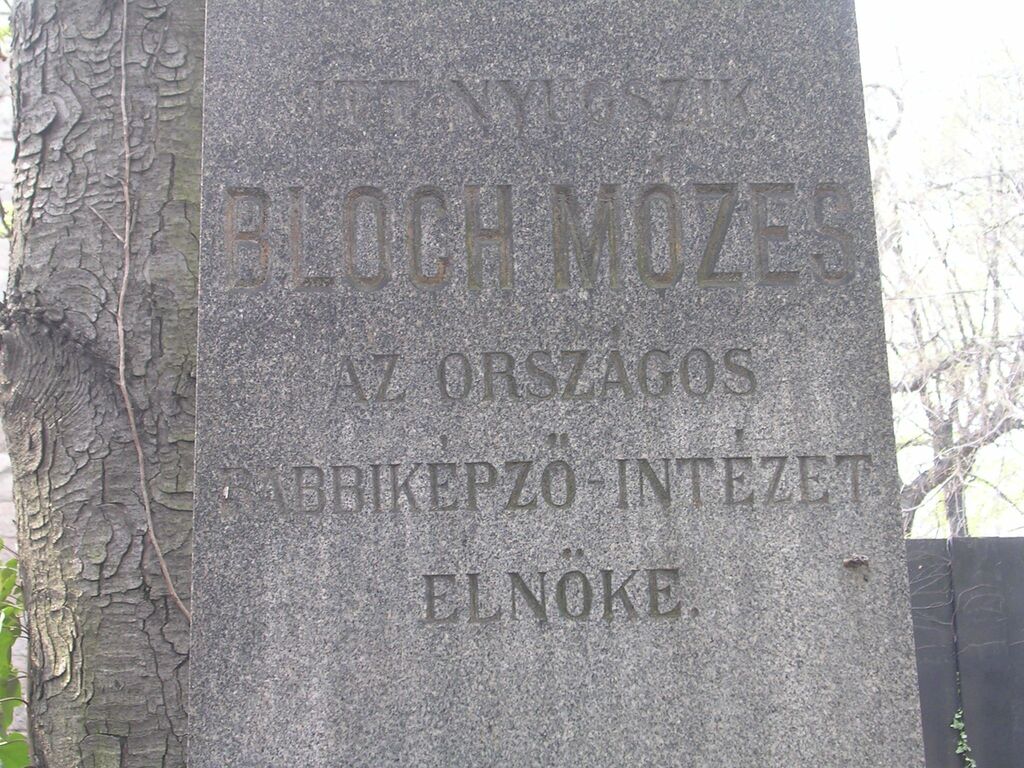 ITT NYUGSZIK
BLOCH MÓZES
AZ ORSZÁGOS
RABBIKÉPZŐ-INTÉZET
ELNÖKE.